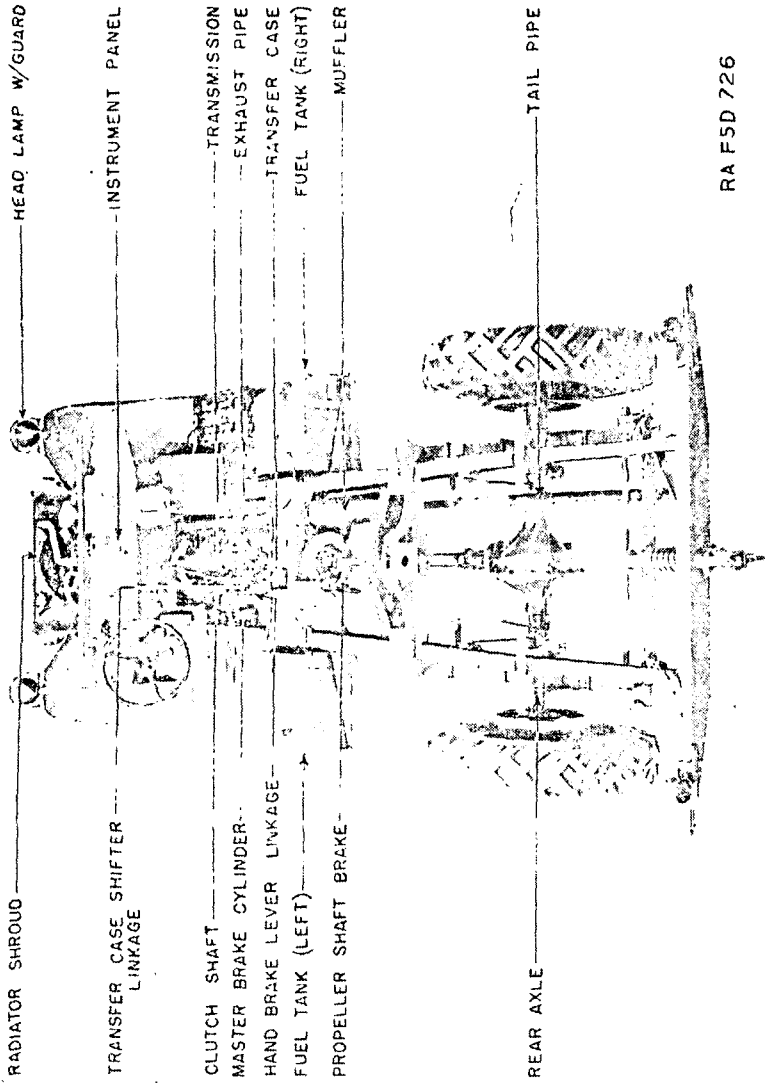 RADIATOR SHROUD
TRANSFER CASE SHIFTER
LINKAGE
CLUTCH SHAFT
MASTER BRAKE CYLINDER
HAND BRAKE LEVER LINKAGE
FUEL TANK (LEFT)
PROPELLER SHAFT BRAKE
REAR AXLE
HEAD LAMP W/GUARD
INSTRUMENT PANEL
TRANSMISSION
EXHAUST PIPE
TRANSFER CASE
FUEL TANK (RIGHT)
MUFFLER
TAIL PIPE
RA F5D 726